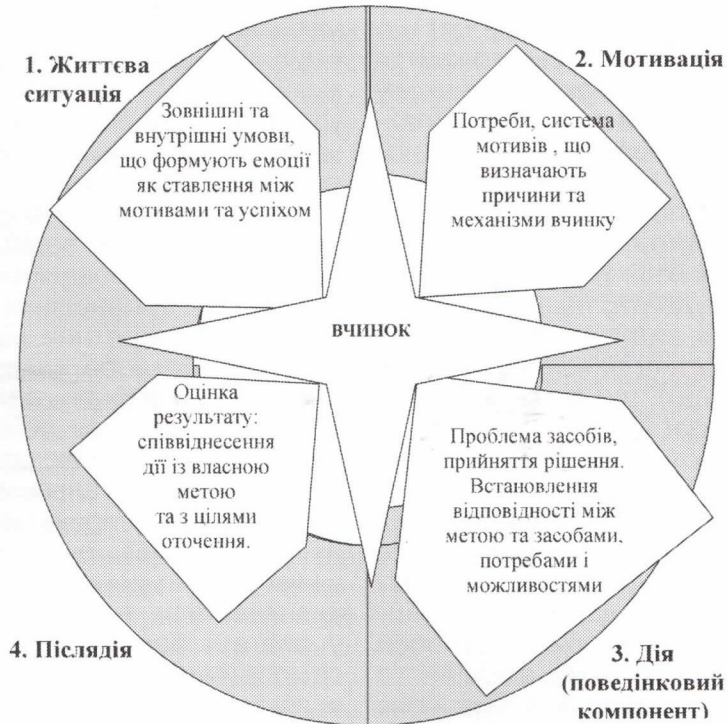 1. Життєва
ситуація
Зовнішні та
внутрішні умови,
що формують емоції
як ставлення між
мотивами та успіхом
2. Мотивація
Потреби, система
мотивів , що
визначають
причини та
механізми вчинку
ВЧИНОК
Проблема засобів,
прийняття рішення.
Встановлення
відповідності між
метою та засобами,
потребами і
можливостями
3. Дія
(поведінковий
компонент)
Оцінка
результату:
співвіднесення
дії із власною
метою
та з цілями
оточення.
4. Післядія